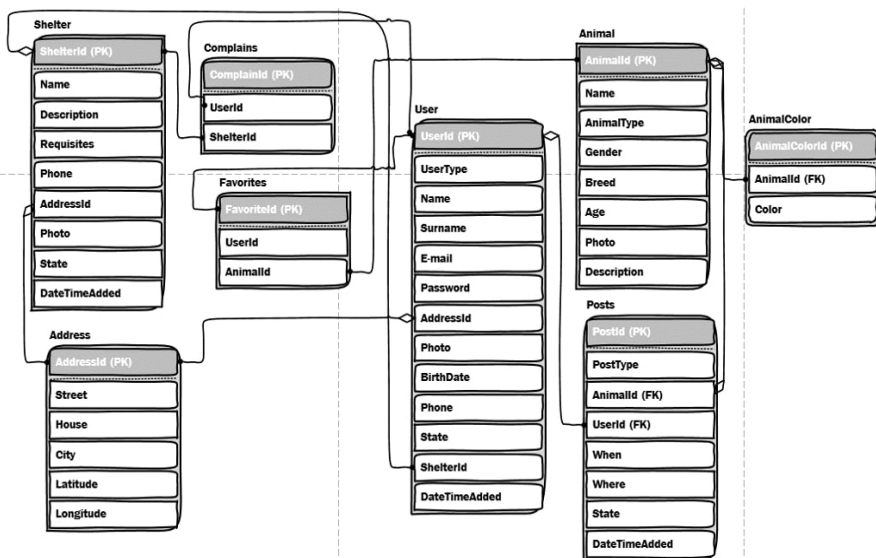 Shelter
ShelterId (PK)
Name
Description
Requisites
Phone
AddressId
Photo
State
DateTimeAdded
Complains
ComplainId (PK)
UserId
ShelterId
Favorites
FavoriteId (PK)
UserId
AnimalId
Address
AddressId (PK)
Street
House
City
Latitude
Longitude
User
UserId (PK)
UserType
Name
Surname
E-mail
Password
AddressId
Photo
BirthDate
Phone
State
ShelterId
DateTimeAdded
Animal
AnimalId (PK)
Name
AnimalType
Gender
Breed
Age
Photo
Description
Posts
PostId (PK)
PostType
AnimalId (FK)
UserId (FK)
When
Where
State
DateTimeAdded
AnimalColor
AnimalColorId (PK)
AnimalId (FK)
Color